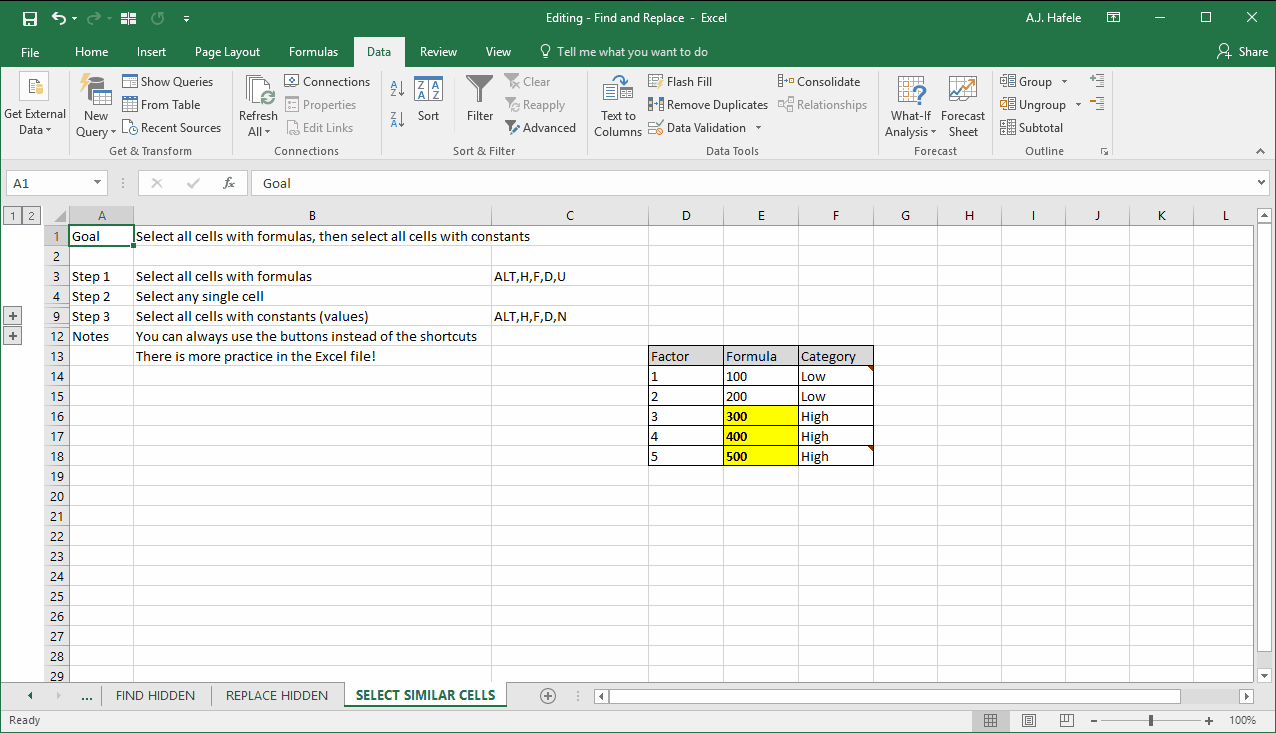 Editing - Find and Replace - Excel A.J. Hafele
File Home Insert Page Layout Formulas Data Review View Tell me what you want to do Share
Get External Data
New Query
Show Queries
From Table
Recent Sources
Get & Transform
Refresh All
Connections
Properties
Edit Links
Connections
Sort
Filter
Clear
Reapply
Advanced
Sort & Filter
Text to Columns
Flash Fill
Remove Duplicates
Data Validation
Consolidate
Relationships
Data Tools
What-If Analysis
Forecast Sheet
Forecast
Group
Ungroup
Subtotal
Outline
A1 fx Goal
1 2 A B C D E F G H I J K L
1 Goal Select all cells with formulas, then select all cells with constants
2
3 Step 1 Select all cells with formulas ALT,H,F,D,U
4 Step 2 Select any single cell
9 Step 3 Select all cells with constants (values) ALT,H,F,D,N
12 Notes You can always use the buttons instead of the shortcuts
13 There is more practice in the Excel file! Factor Formula Category
14 1 100 Low
15 2 200 Low
16 3 300 High
17 4 400 High
18 5 500 High
19
20
21
22
23
24
25
26
27
28
29
... FIND HIDDEN REPLACE HIDDEN SELECT SIMILAR CELLS
Ready 100%